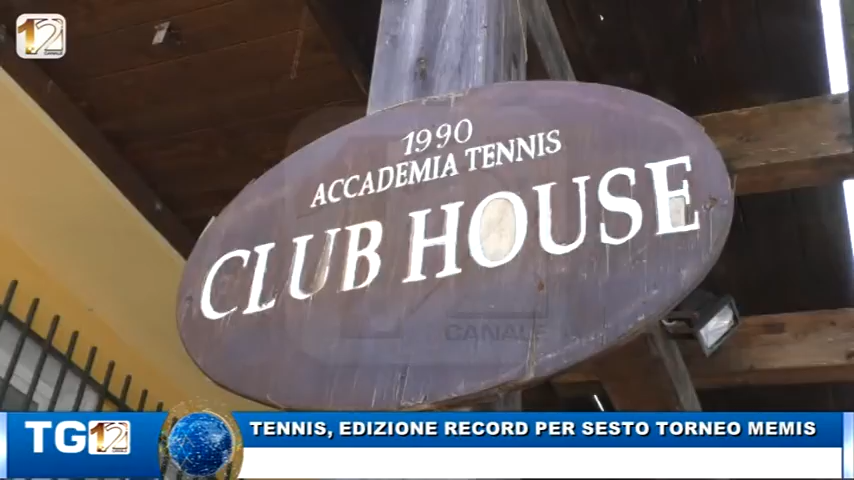 12
1990
ACCADEMIA TENNIS
CLUB HOUSE
CANALE
TG12
TENNIS, EDIZIONE RECORD PER SESTO TORNEO MEMIS